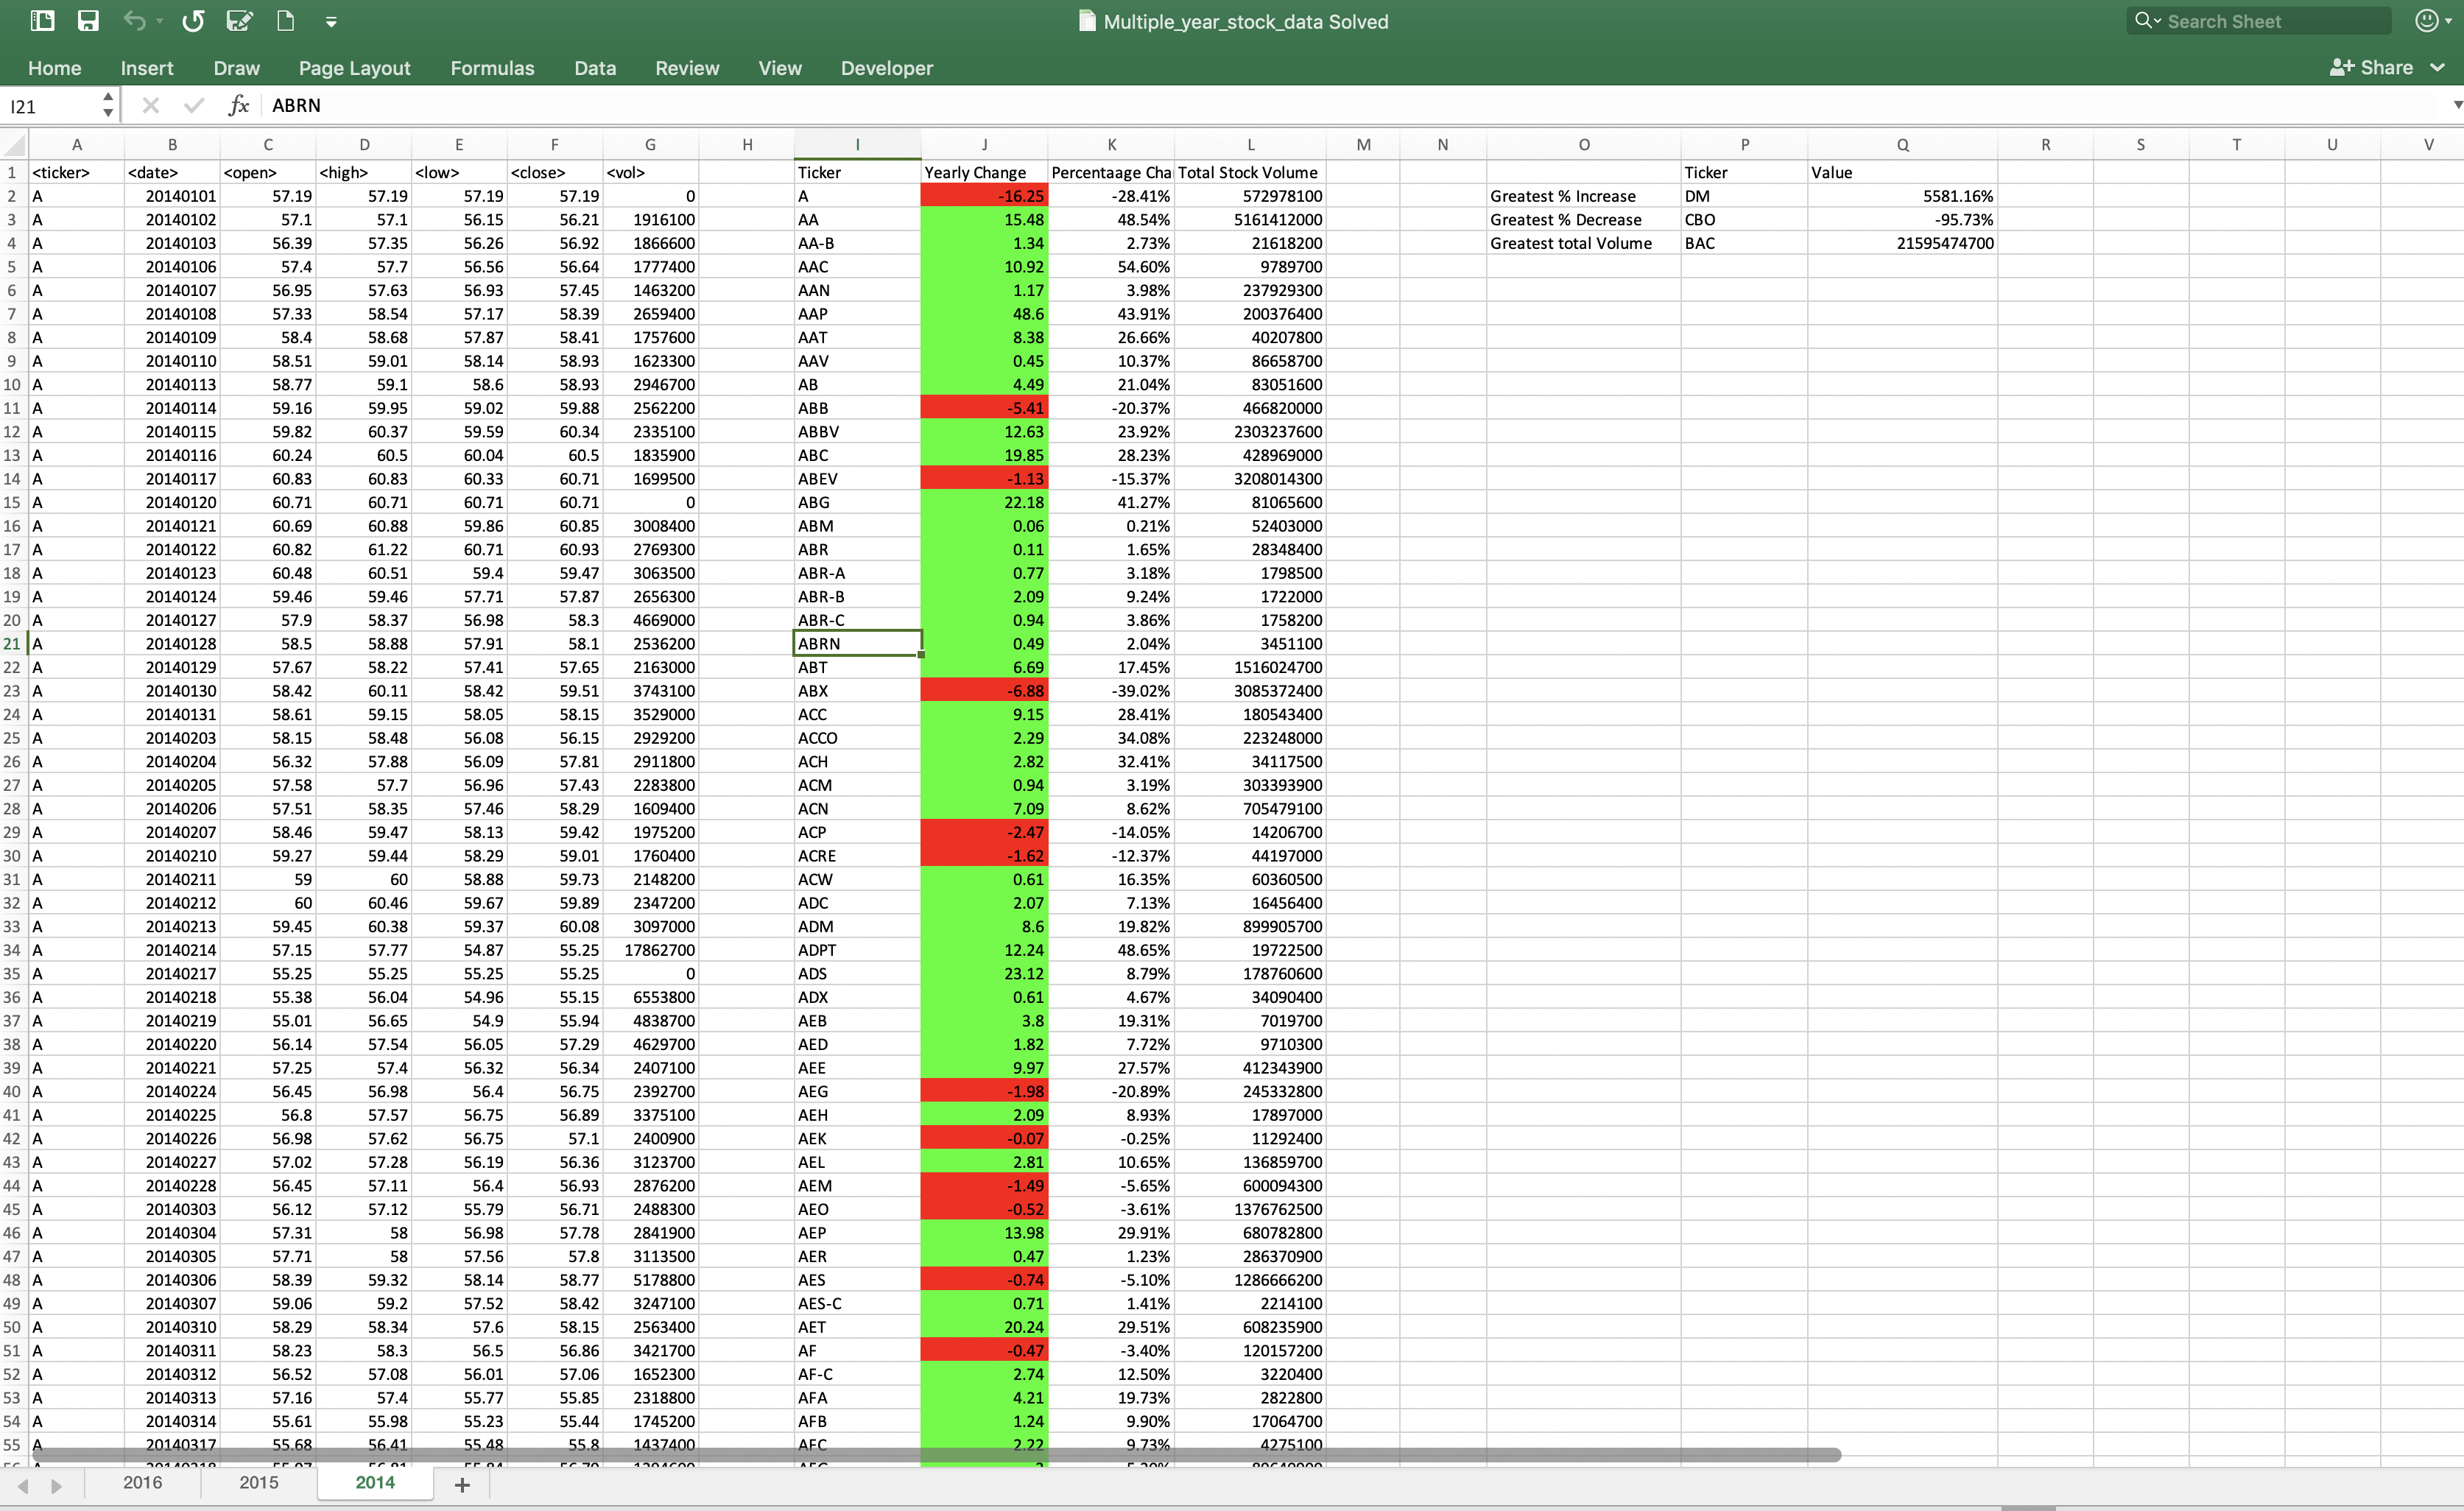 Multiple_year_stock_data Solved
Search Sheet
Home Insert Draw Page Layout Formulas Data Review View Developer Share
I21 fx ABRN
A B C D E F G H I J K L M N O P Q R S T U V
1 <ticker> <date> <open> <high> <low> <close> <vol> Ticker Yearly Change Percentaage Cha Total Stock Volume Ticker Value
2 A 20140101 57.19 57.19 57.19 57.19 0 A -16.25 -28.41% 572978100 Greatest % Increase DM 5581.16%
3 A 20140102 57.1 57.1 56.15 56.21 1916100 AA 15.48 48.54% 5161412000 Greatest % Decrease CBO -95.73%
4 A 20140103 56.39 57.35 56.26 56.92 1866600 AA-B 1.34 2.73% 21618200 Greatest total Volume BAC 21595474700
5 A 20140106 57.4 57.7 56.56 56.64 1777400 AAC 10.92 54.60% 9789700
6 A 20140107 56.95 57.63 56.93 57.45 1463200 AAN 1.17 3.98% 237929300
7 A 20140108 57.33 58.54 57.17 58.39 2659400 AAP 48.6 43.91% 200376400
8 A 20140109 58.4 58.68 57.87 58.41 1757600 AAT 8.38 26.66% 40207800
9 A 20140110 58.51 59.01 58.14 58.93 1623300 AAV 0.45 10.37% 86658700
10 A 20140113 58.77 59.1 58.6 58.93 2946700 AB 4.49 21.04% 83051600
11 A 20140114 59.16 59.95 59.02 59.88 2562200 ABB -5.41 -20.37% 466820000
12 A 20140115 59.82 60.37 59.59 60.34 2335100 ABBV 12.63 23.92% 2303237600
13 A 20140116 60.24 60.5 60.04 60.5 1835900 ABC 19.85 28.23% 428969000
14 A 20140117 60.83 60.83 60.33 60.71 1699500 ABEV -1.13 -15.37% 3208014300
15 A 20140120 60.71 60.71 60.71 60.71 0 ABG 22.18 41.27% 81065600
16 A 20140121 60.69 60.88 59.86 60.85 3008400 ABM 0.06 0.21% 52403000
17 A 20140122 60.82 61.22 60.71 60.93 2769300 ABR 0.11 1.65% 28348400
18 A 20140123 60.48 60.51 59.4 59.47 3063500 ABR-A 0.77 3.18% 1798500
19 A 20140124 59.46 59.46 57.71 57.87 2656300 ABR-B 2.09 9.24% 1722000
20 A 20140127 57.9 58.37 56.98 58.3 4669000 ABR-C 0.94 3.86% 1758200
21 A 20140128 58.5 58.88 57.91 58.1 2536200 ABRN 0.49 2.04% 3451100
22 A 20140129 57.67 58.22 57.41 57.65 2163000 ABT 6.69 17.45% 1516024700
23 A 20140130 58.42 60.11 58.42 59.51 3743100 ABX -6.88 -39.02% 3085372400
24 A 20140131 58.61 59.15 58.05 58.15 3529000 ACC 9.15 28.41% 180543400
25 A 20140203 58.15 58.48 56.08 56.15 2929200 ACCO 2.29 34.08% 223248000
26 A 20140204 56.32 57.88 56.09 57.81 2911800 ACH 2.82 32.41% 34117500
27 A 20140205 57.58 57.7 56.96 57.43 2283800 ACM 0.94 3.19% 303393900
28 A 20140206 57.51 58.35 57.46 58.29 1609400 ACN 7.09 8.62% 705479100
29 A 20140207 58.46 59.47 58.13 59.42 1975200 ACP -2.47 -14.05% 14206700
30 A 20140210 59.27 59.44 58.29 59.01 1760400 ACRE -1.62 -12.37% 44197000
31 A 20140211 59 60 58.88 59.73 2148200 ACW 0.61 16.35% 60360500
32 A 20140212 60 60.46 59.67 59.89 2347200 ADC 2.07 7.13% 16456400
33 A 20140213 59.45 60.38 59.37 60.08 3097000 ADM 8.6 19.82% 899905700
34 A 20140214 57.15 57.77 54.87 55.25 17862700 ADPT 12.24 48.65% 19722500
35 A 20140217 55.25 55.25 55.25 55.25 0 ADS 23.12 8.79% 178760600
36 A 20140218 55.38 56.04 54.96 55.15 6553800 ADX 0.61 4.67% 34090400
37 A 20140219 55.01 56.65 54.9 55.94 4838700 AEB 3.8 19.31% 7019700
38 A 20140220 56.14 57.54 56.05 57.29 4629700 AED 1.82 7.72% 9710300
39 A 20140221 57.25 57.4 56.32 56.34 2407100 AEE 9.97 27.57% 412343900
40 A 20140224 56.45 56.98 56.4 56.75 2392700 AEG -1.98 -20.89% 245332800
41 A 20140225 56.8 57.57 56.75 56.89 3375100 AEH 2.09 8.93% 17897000
42 A 20140226 56.98 57.62 56.75 57.1 2400900 AEK -0.07 -0.25% 11292400
43 A 20140227 57.02 57.28 56.19 56.36 3123700 AEL 2.81 10.65% 136859700
44 A 20140228 56.45 57.11 56.4 56.93 2876200 AEM -1.49 -5.65% 600094300
45 A 20140303 56.12 57.12 55.79 56.71 2488300 AEO -0.52 -3.61% 1376762500
46 A 20140304 57.31 58 56.98 57.78 2841900 AEP 13.98 29.91% 680782800
47 A 20140305 57.71 58 57.56 57.8 3113500 AER 0.47 1.23% 286370900
48 A 20140306 58.39 59.32 58.14 58.77 5178800 AES -0.74 -5.10% 1286666200
49 A 20140307 59.06 59.2 57.52 58.42 3247100 AES-C 0.71 1.41% 2214100
50 A 20140310 58.29 58.34 57.6 58.15 2563400 AET 20.24 29.51% 608235900
51 A 20140311 58.23 58.3 56.5 56.86 3421700 AF -0.47 -3.40% 120157200
52 A 20140312 56.52 57.08 56.01 57.06 1652300 AF-C 2.74 12.50% 3220400
53 A 20140313 57.16 57.4 55.77 55.85 2318800 AFA 4.21 19.73% 2822800
54 A 20140314 55.61 55.98 55.23 55.44 1745200 AFB 1.24 9.90% 17064700
55 A 20140317 55.68 56.41 55.48 55.8 1437400 AFC 2.22 9.73% 4275100
2016 2015 2014 +